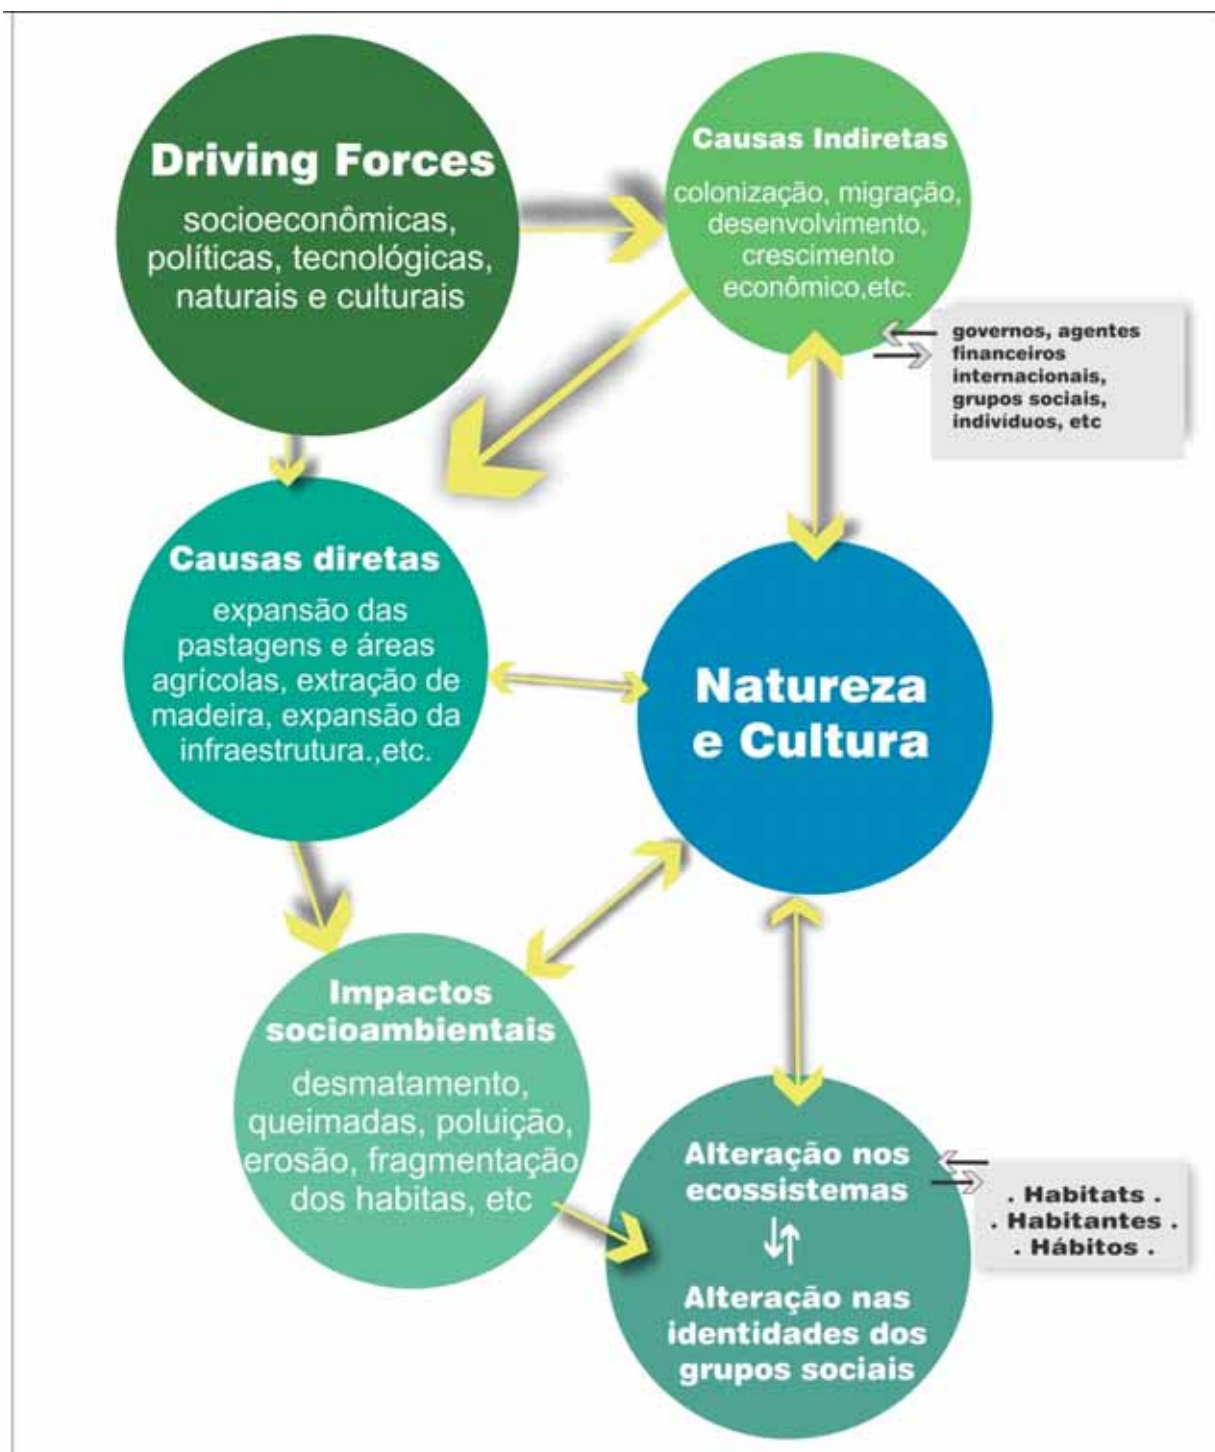 Driving Forces
socioeconômicas,
políticas, tecnológicas,
naturais e culturais
Causas Indiretas
colonização, migração,
desenvolvimento,
crescimento
econômico,etc.
governos, agentes
financeiros
internacionais,
grupos sociais,
indivíduos, etc
Causas diretas
expansão das
pastagens e áreas
agrícolas, extração de
madeira, expansão da
infraestrutura.,etc.
Natureza
e Cultura
Impactos
socioambientais
desmatamento,
queimadas, poluição,
erosão, fragmentação
dos habitas, etc
Alteração nos
ecossistemas
Alteração nas
identidades dos
grupos sociais
. Habitats .
. Habitantes .
. Hábitos .